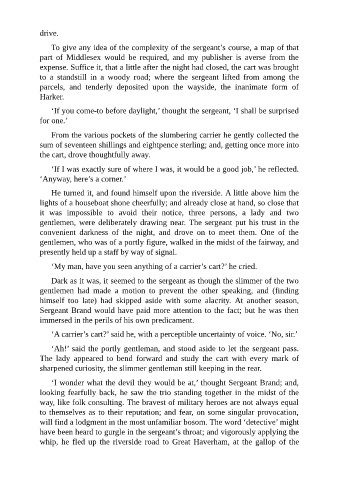 drive.
To give any idea of the complexity of the sergeant's course, a map of that
part of Middlesex would be required, and my publisher is averse from the
expense. Suffice it, that a little after the night had closed, the cart was brought
to a standstill in a woody road; where the sergeant lifted from among the
parcels, and tenderly deposited upon the wayside, the inanimate form of
Harker.
‘If you come-to before daylight,’ thought the sergeant, ‘I shall be surprised
for one.’
From the various pockets of the slumbering carrier he gently collected the
sum of seventeen shillings and eightpence sterling; and, getting once more into
the cart, drove thoughtfully away.
‘If I was exactly sure of where I was, it would be a good job,’ he reflected.
‘Anyway, here’s a corner.’
He turned it, and found himself upon the riverside. A little above him the
lights of a houseboat shone cheerfully; and already close at hand, so close that
it was impossible to avoid their notice, three persons, a lady and two
gentlemen, were deliberately drawing near. The sergeant put his trust in the
convenient darkness of the night, and drove on to meet them. One of the
gentlemen, who was of a portly figure, walked in the midst of the fairway, and
presently held up a staff by way of signal.
‘My man, have you seen anything of a carrier’s cart?’ he cried.
Dark as it was, it seemed to the sergeant as though the slimmer of the two
gentlemen had made a motion to prevent the other speaking, and (finding
himself too late) had skipped aside with some alacrity. At another season,
Sergeant Brand would have paid more attention to the fact; but he was then
immersed in the perils of his own predicament.
‘A carrier’s cart?’ said he, with a perceptible uncertainty of voice. ‘No, sir.’
‘Ah!’ said the portly gentleman, and stood aside to let the sergeant pass.
The lady appeared to bend forward and study the cart with every mark of
sharpened curiosity, the slimmer gentleman still keeping in the rear.
‘I wonder what the devil they would be at,’ thought Sergeant Brand; and,
looking fearfully back, he saw the trio standing together in the midst of the
way, like folk consulting. The bravest of military heroes are not always equal
to themselves as to their reputation; and fear, on some singular provocation,
will find a lodgment in the most unfamiliar bosom. The word ‘detective’ might
have been heard to gurgle in the sergeant’s throat; and vigorously applying the
whip, he fled up the riverside road to Great Haverham, at the gallop of the